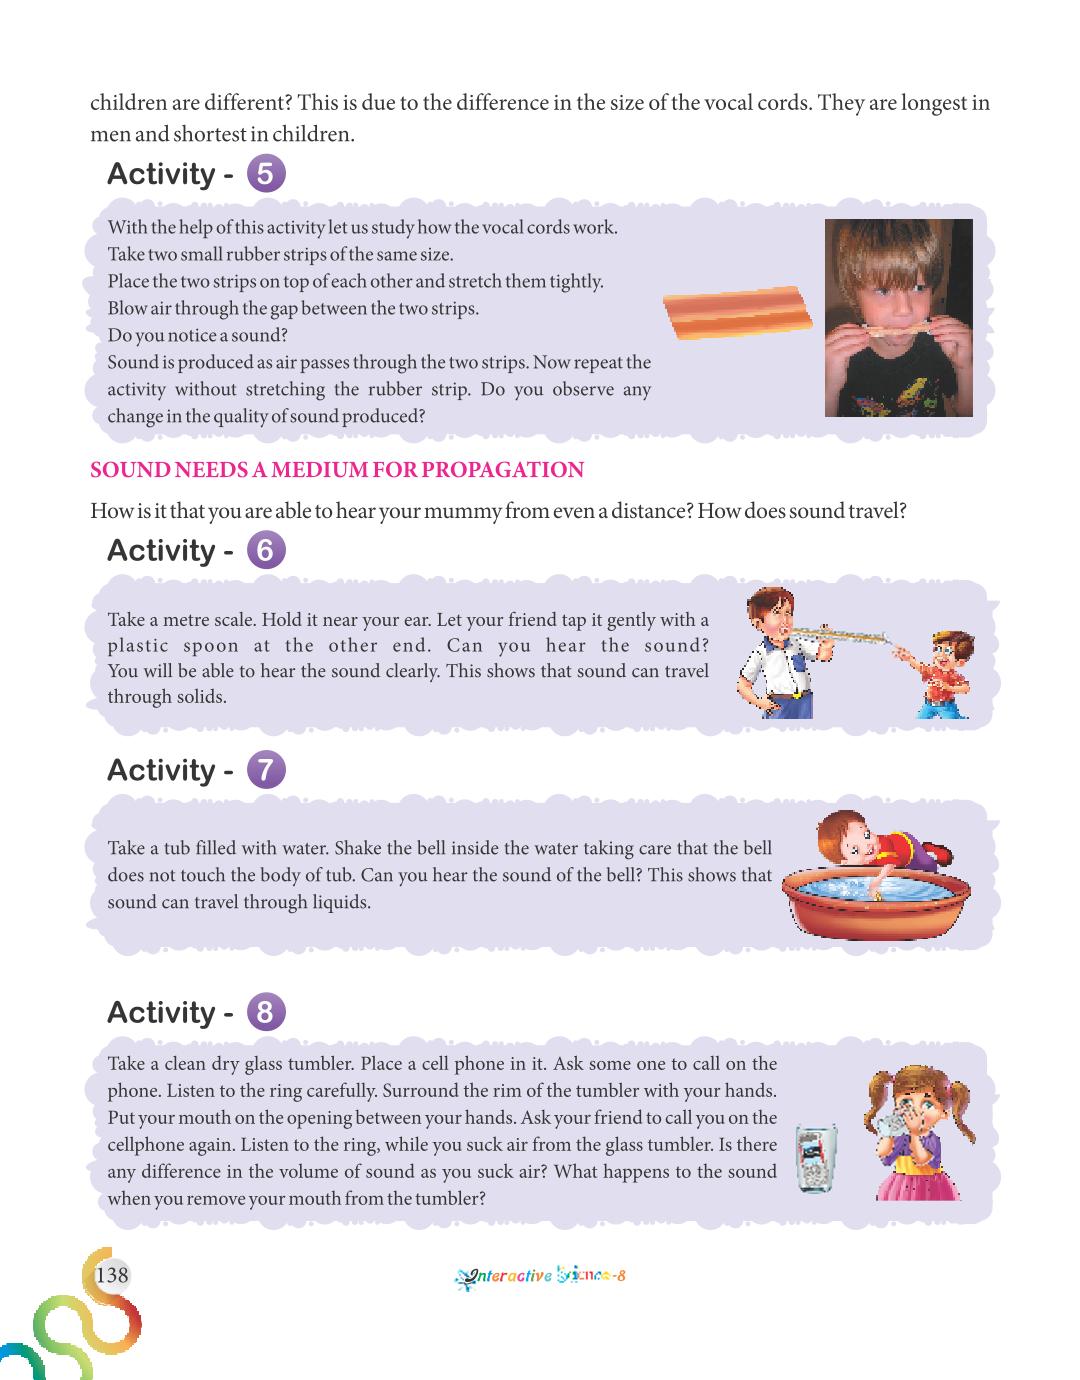 children are different? This is due to the difference in the size of the vocal cords. They are longest in
men and shortest in children.
Activity - 5
With the help of this activity let us study how the vocal cords work.
Take two small rubber strips of the same size.
Place the two strips on top of each other and stretch them tightly.
Blow air through the gap between the two strips.
Do you notice a sound?
Sound is produced as air passes through the two strips. Now repeat the
activity without stretching the rubber strip. Do you observe any
change in the quality of sound produced?
SOUND NEEDS A MEDIUM FOR PROPAGATION
How is it that you are able to hear your mummy from even a distance? How does sound travel?
Activity - 6
Take a metre scale. Hold it near your ear. Let your friend tap it gently with a
plastic spoon at the other end. Can you hear the sound?
You will be able to hear the sound clearly. This shows that sound can travel
through solids.
Activity - 7
Take a tub filled with water. Shake the bell inside the water taking care that the bell
does not touch the body of tub. Can you hear the sound of the bell? This shows that
sound can travel through liquids.
Activity - 8
Take a clean dry glass tumbler. Place a cell phone in it. Ask some one to call on the
phone. Listen to the ring carefully. Surround the rim of the tumbler with your hands.
Put your mouth on the opening between your hands. Ask your friend to call you on the
cellphone again. Listen to the ring, while you suck air from the glass tumbler. Is there
any difference in the volume of sound as you suck air? What happens to the sound
when you remove your mouth from the tumbler?
138
Interactive Science-8